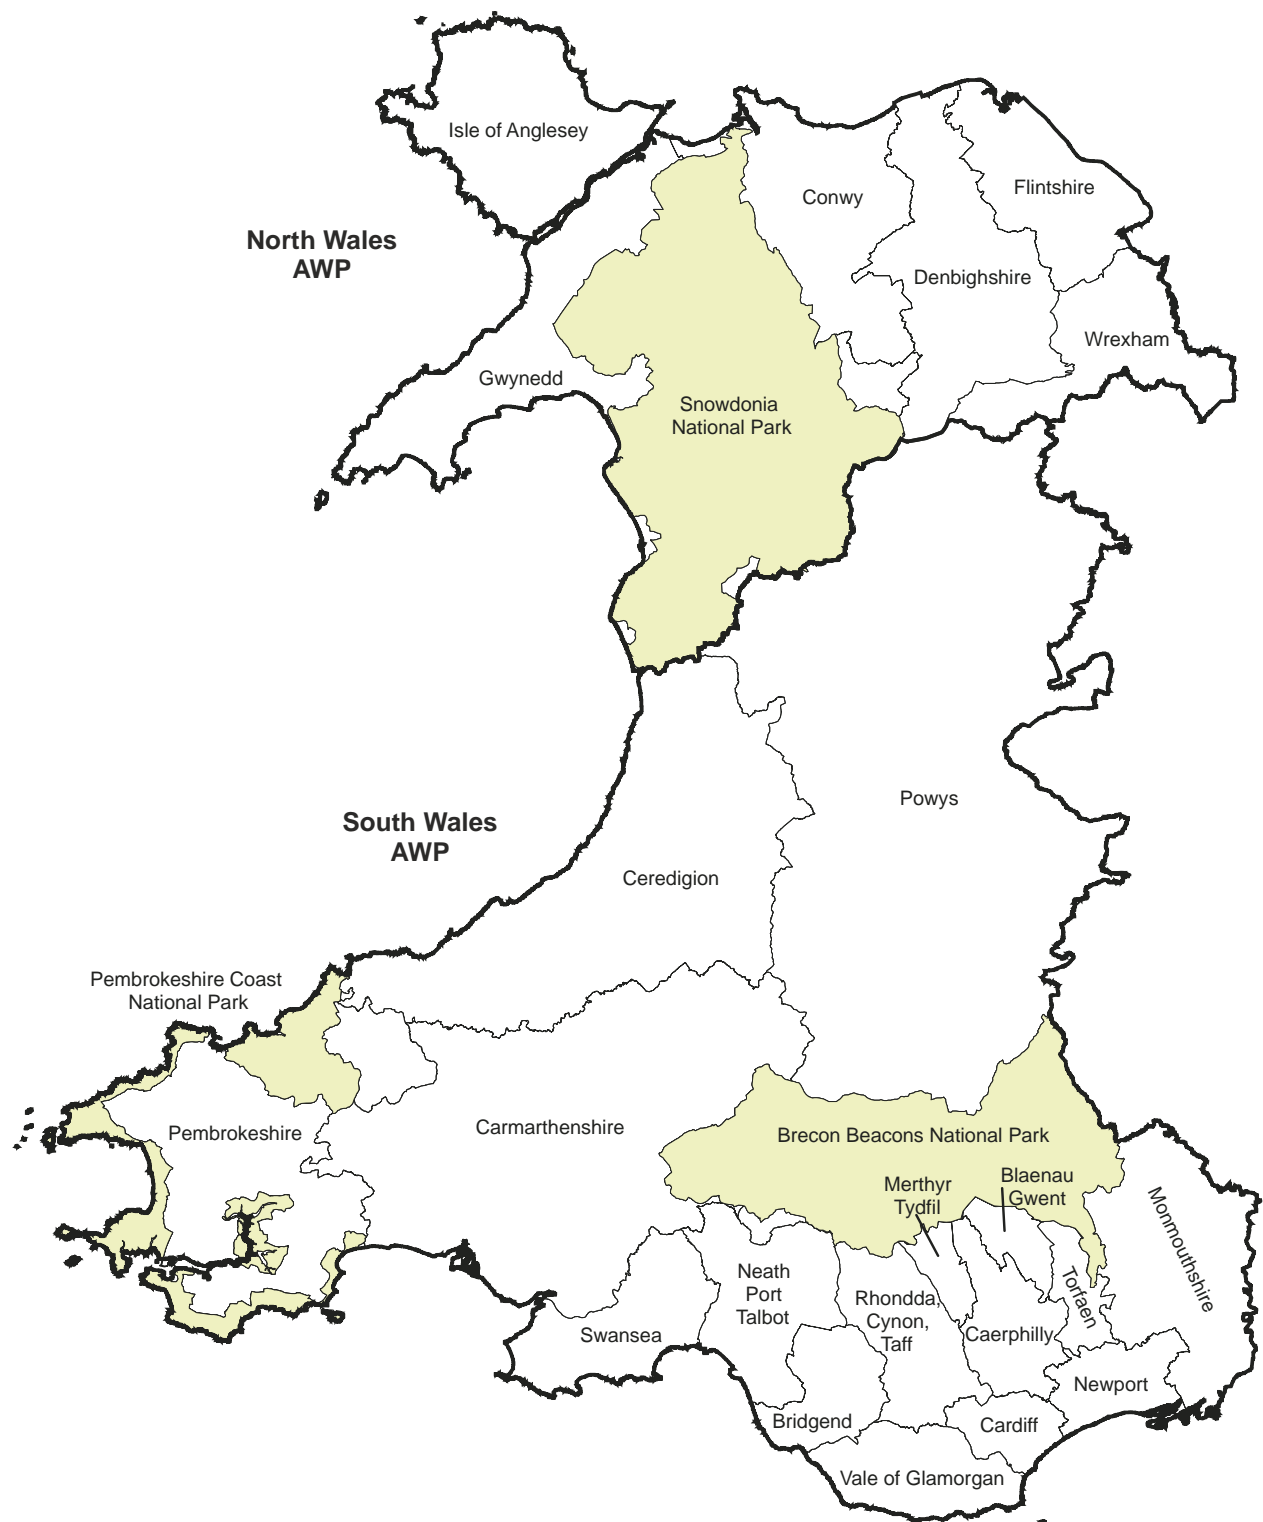 Isle of Anglesey
Conwy
Flintshire
North Wales
AWP
Denbighshire
Wrexham
Gwynedd
Snowdonia
National Park
Powys
South Wales
AWP
Ceredigion
Pembrokeshire Coast
National Park
Pembrokeshire
Carmarthenshire
Brecon Beacons National Park
Merthyr
Tydfil
Blaenau
Gwent
Monmouthshire
Neath
Port
Talbot
Rhondda,
Cynon,
Taff
Torfaen
Swansea
Caerphilly
Newport
Bridgend
Cardiff
Vale of Glamorgan